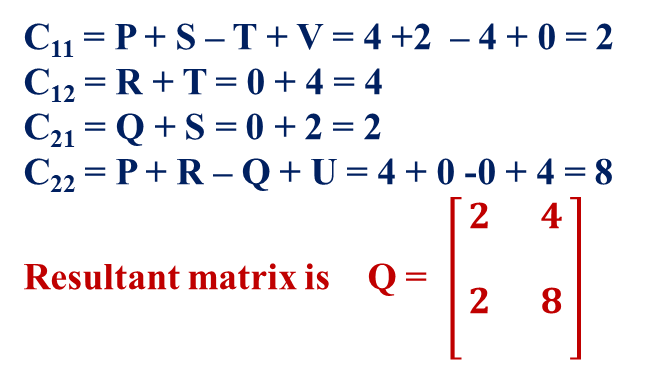 C₁₁ = P + S – T + V = 4 +2 – 4 + 0 = 2
C₁₂ = R + T = 0 + 4 = 4
C₂₁ = Q + S = 0 + 2 = 2
C₂₂ = P + R – Q + U = 4 + 0 -0 + 4 = 8
2 4
Resultant matrix is Q =
2 8